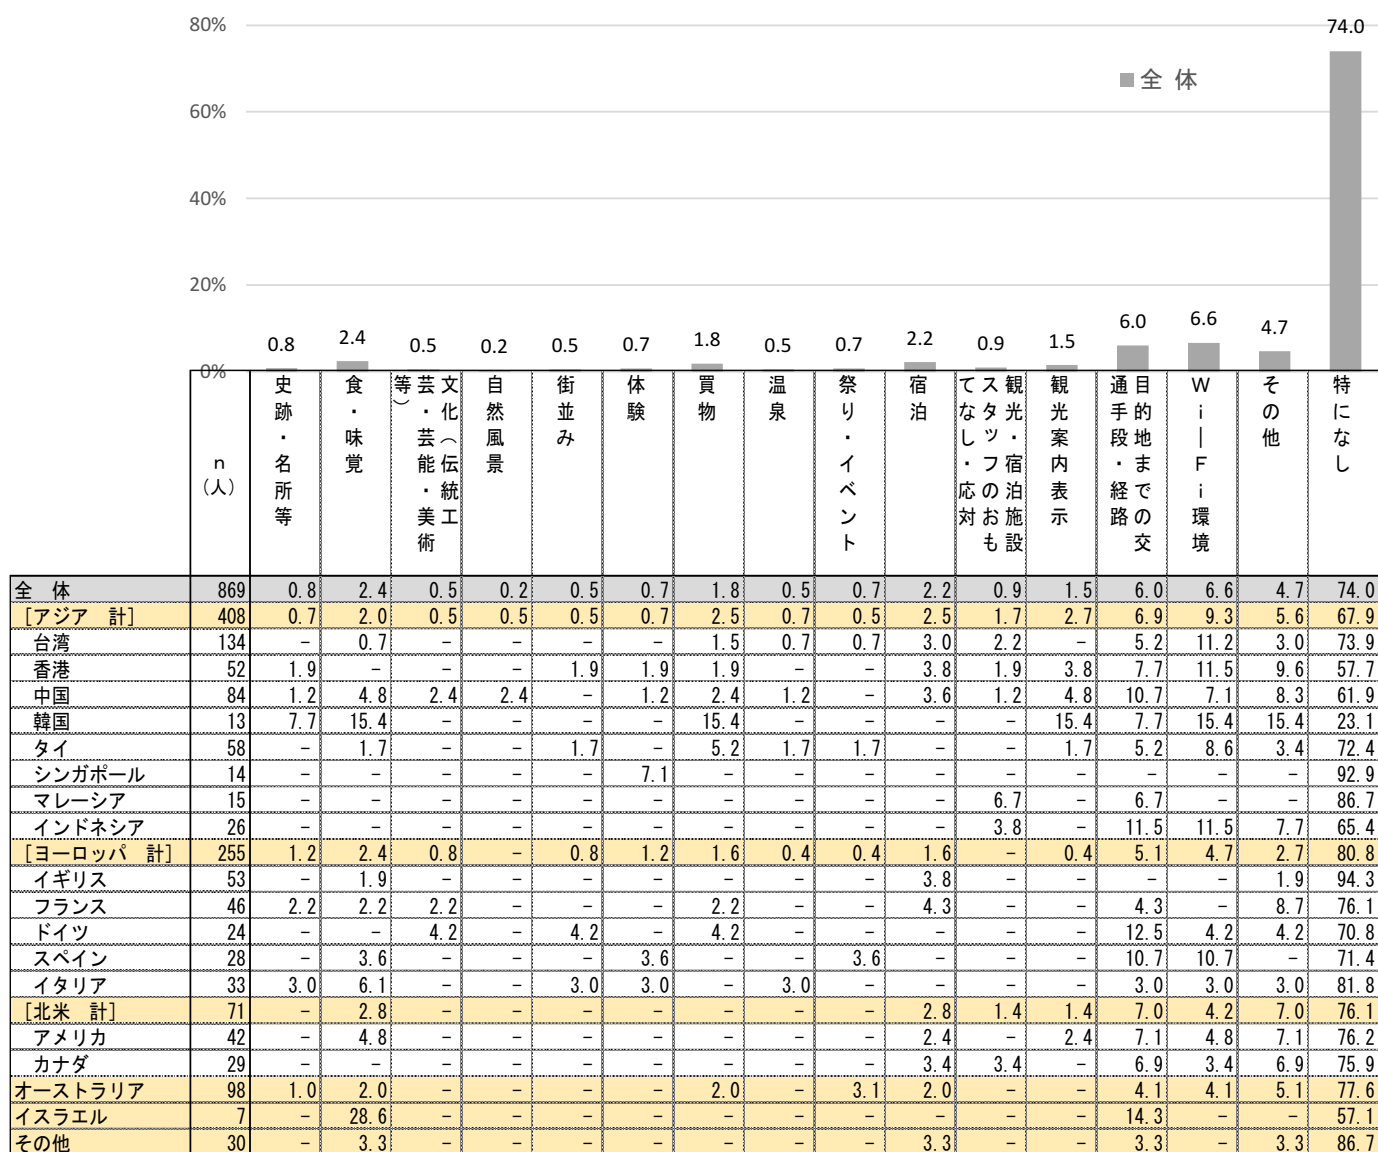 80%
60%
40%
20%
0%
全 体
0.8
2.4
0.5
0.2
0.5
0.7
1.8
0.5
0.7
2.2
0.9
1.5
6.0
6.6
4.7
74.0
n
(人)
史跡・名所等
食・味覚
文化(伝統工
芸・芸能・美術
等)
自然風景
街並み
体験
買物
温泉
祭り・イベント
宿泊
観光・宿泊施設
スタッフのおも
てなし・応対
観光案内表示
目的地までの交
通手段・経路
Wi|Fi環境
その他
特になし
全 体 869 0.8 2.4 0.5 0.2 0.5 0.7 1.8 0.5 0.7 2.2 0.9 1.5 6.0 6.6 4.7 74.0
[アジア 計] 408 0.7 2.0 0.5 0.5 0.5 0.7 2.5 0.7 0.5 2.5 1.7 2.7 6.9 9.3 5.6 67.9
台湾 134 − 0.7 − − − − 1.5 0.7 0.7 3.0 2.2 − 5.2 11.2 3.0 73.9
香港 52 1.9 − − − 1.9 1.9 1.9 − − 3.8 1.9 3.8 7.7 11.5 9.6 57.7
中国 84 1.2 4.8 2.4 2.4 − 1.2 2.4 1.2 − 3.6 1.2 4.8 10.7 7.1 8.3 61.9
韓国 13 7.7 15.4 − − − − 15.4 − − − − 15.4 7.7 15.4 15.4 23.1
タイ 58 − 1.7 − − 1.7 − 5.2 1.7 1.7 − − 1.7 5.2 8.6 3.4 72.4
シンガポール 14 − − − − − 7.1 − − − − − − − − − 92.9
マレーシア 15 − − − − − − − − − − 6.7 − 6.7 − − 86.7
インドネシア 26 − − − − − − − − − − 3.8 − 11.5 11.5 7.7 65.4
[ヨーロッパ 計] 255 1.2 2.4 0.8 − 0.8 1.2 1.6 0.4 0.4 1.6 − 0.4 5.1 4.7 2.7 80.8
イギリス 53 − 1.9 − − − − − − − 3.8 − − − − 1.9 94.3
フランス 46 2.2 2.2 2.2 − − − 2.2 − − 4.3 − − 4.3 − 8.7 76.1
ドイツ 24 − − 4.2 − 4.2 − 4.2 − − − − − 12.5 4.2 4.2 70.8
スペイン 28 − 3.6 − − − 3.6 − − 3.6 − − − 10.7 10.7 − 71.4
イタリア 33 3.0 6.1 − − 3.0 3.0 − 3.0 − − − − 3.0 3.0 3.0 81.8
[北米 計] 71 − 2.8 − − − − − − − 2.8 1.4 1.4 7.0 4.2 7.0 76.1
アメリカ 42 − 4.8 − − − − − − − 2.4 − 2.4 7.1 4.8 7.1 76.2
カナダ 29 − − − − − − − − − 3.4 3.4 − 6.9 3.4 6.9 75.9
オーストラリア 98 1.0 2.0 − − − − 2.0 − 3.1 2.0 − − 4.1 4.1 5.1 77.6
イスラエル 7 − 28.6 − − − − − − − − − − 14.3 − − 57.1
その他 30 − 3.3 − − − − − − − 3.3 − − 3.3 − 3.3 86.7